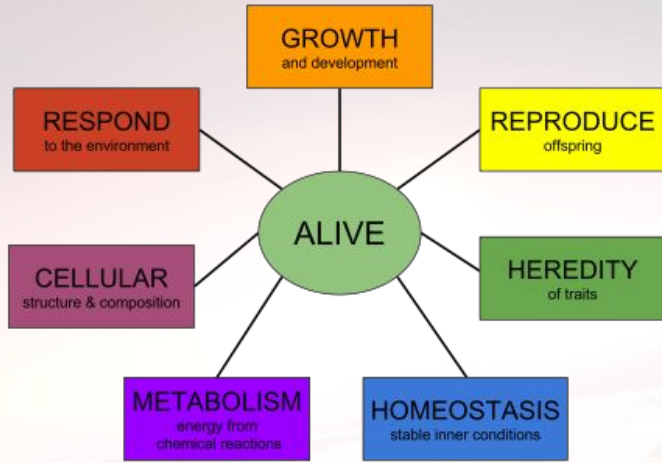 GROWTH
and development
RESPOND
to the environment
REPRODUCE
offspring
ALIVE
CELLULAR
structure & composition
HEREDITY
of traits
METABOLISM
energy from
chemical reactions
HOMEOSTASIS
stable inner conditions